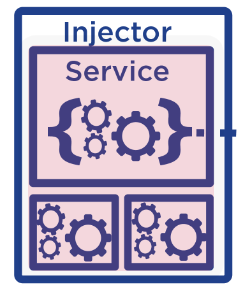 Injector
Service
{ }